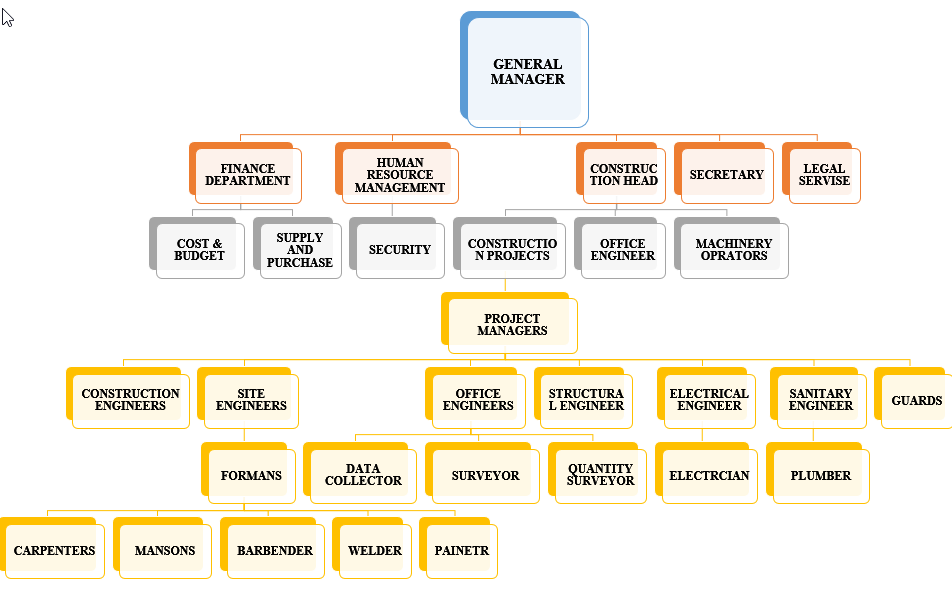 GENERAL
MANAGER
FINANCE
DEPARTMENT
HUMAN
RESOURCE
MANAGEMENT
CONSTRUC
TION HEAD
SECRETARY
LEGAL
SERVISE
COST &
BUDGET
SUPPLY
AND
PURCHASE
SECURITY
CONSTRUCTIO
N PROJECTS
OFFICE
ENGINEER
MACHINERY
OPRATORS
PROJECT
MANAGERS
CONSTRUCTION
ENGINEERS
SITE
ENGINEERS
OFFICE
ENGINEERS
STRUCTURA
L ENGINEER
ELECTRICAL
ENGINEER
SANITARY
ENGINEER
GUARDS
FORMANS
DATA
COLLECTOR
SURVEYOR
QUANTITY
SURVEYOR
ELECTRCIAN
PLUMBER
CARPENTERS
MANSONS
BARBENDER
WELDER
PAINETR